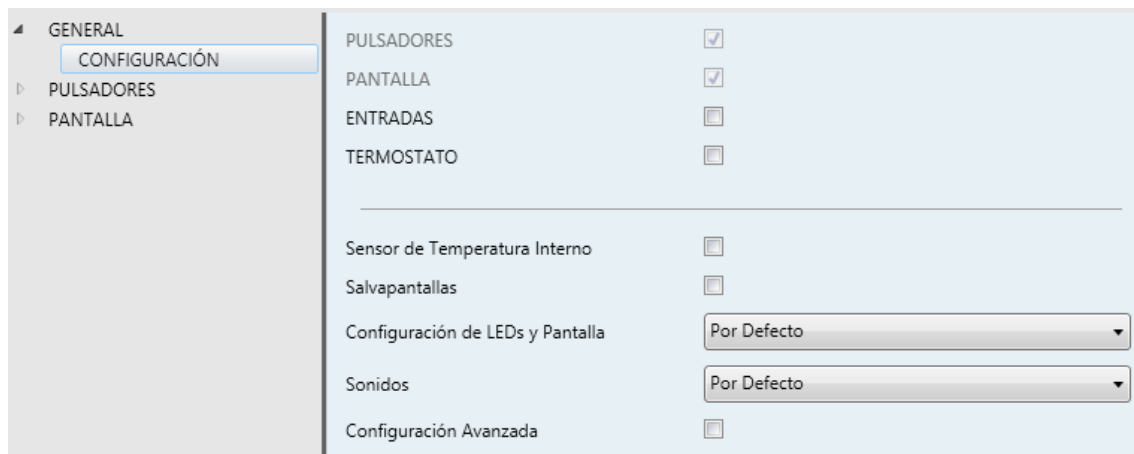 GENERAL
CONFIGURACIÓN
PULSADORES
PANTALLA
PULSADORES
PANTALLA
ENTRADAS
TERMOSTATO
Sensor de Temperatura Interno
Salvapantallas
Configuración de LEDs y Pantalla
Por Defecto
Sonidos
Por Defecto
Configuración Avanzada